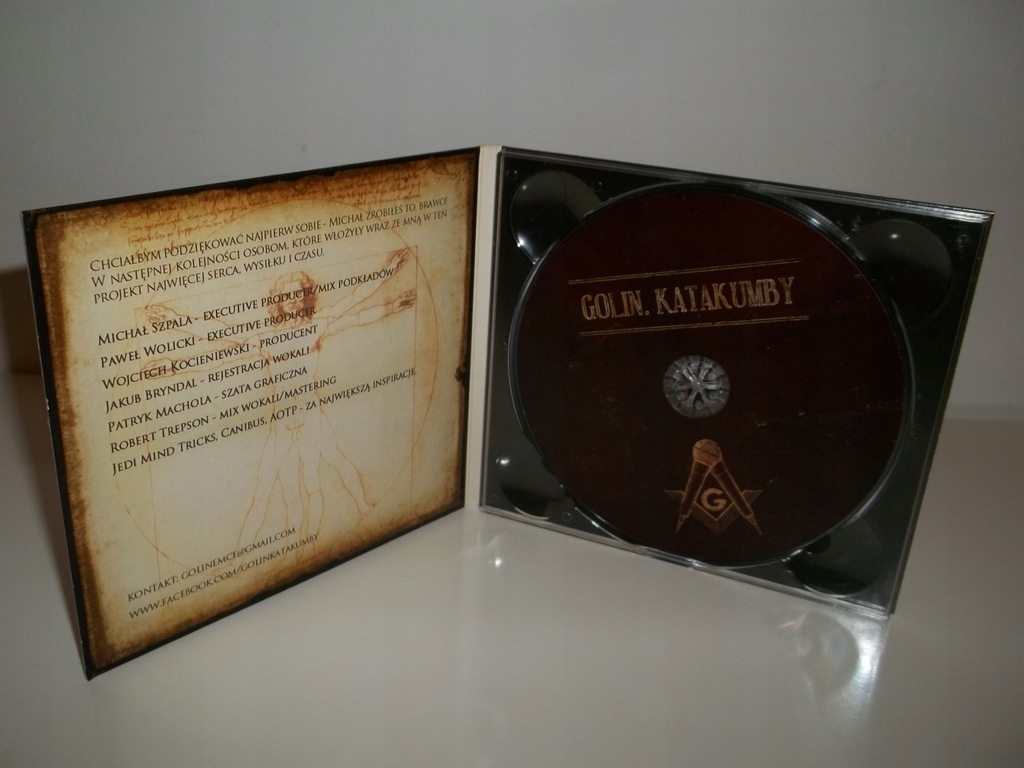 CHCIAŁBYM PODZIĘKOWAĆ NAJPIERW SOBIE - MICHAŁ ZROBIŁEŚ TO, BRAWO!
W NASTĘPNEJ KOLEJNOŚCI OSOBOM, KTÓRE WŁOŻYŁY WRAZ ZE MNĄ W TEN
PROJEKT NAJWIĘCEJ SERCA, WYSIŁKU I CZASU.
MICHAŁ SZPALA - EXECUTIVE PRODUCER/MIX PODKŁADÓW
PAWEŁ WOLICKI - EXECUTIVE PRODUCER
WOJCIECH KOCIENIEWSKI - PRODUCENT
JAKUB BRYNDAL - REJESTRACJA WOKALI
PATRYK MACHOLA - SZATA GRAFICZNA
ROBERT TREPSON - MIX WOKALI/MASTERING
JEDI MIND TRICKS, CANIBUS, AOTP - ZA NAJWIĘKSZĄ INSPIRACJE.
KONTAKT: GOLINEMCE@GMAIL.COM
WWW.FACEBOOK.COM/GOLINKATAKUMBY
GOLIN. KATAKUMBY
G